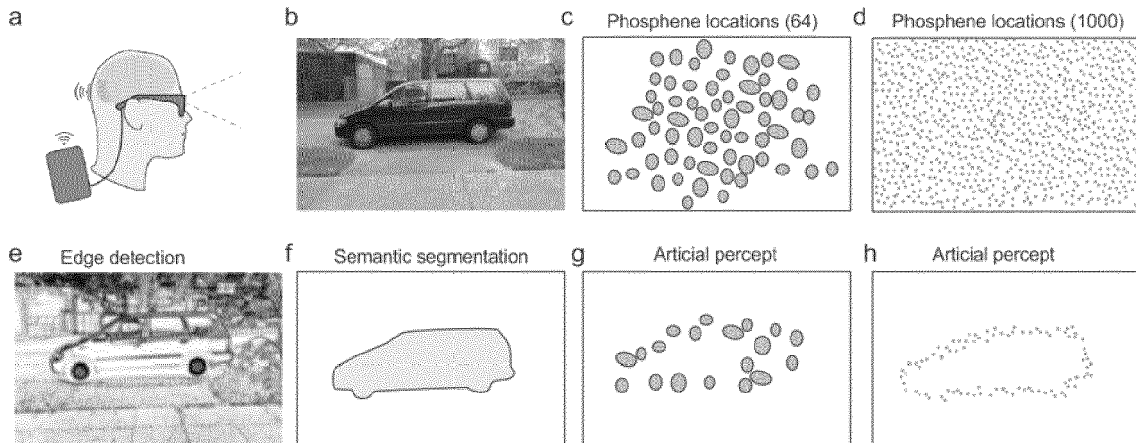 a
b
c
Phosphene locations (64)
d
Phosphene locations (1000)
e
Edge detection
f
Semantic segmentation
g
Articial percept
h
Articial percept